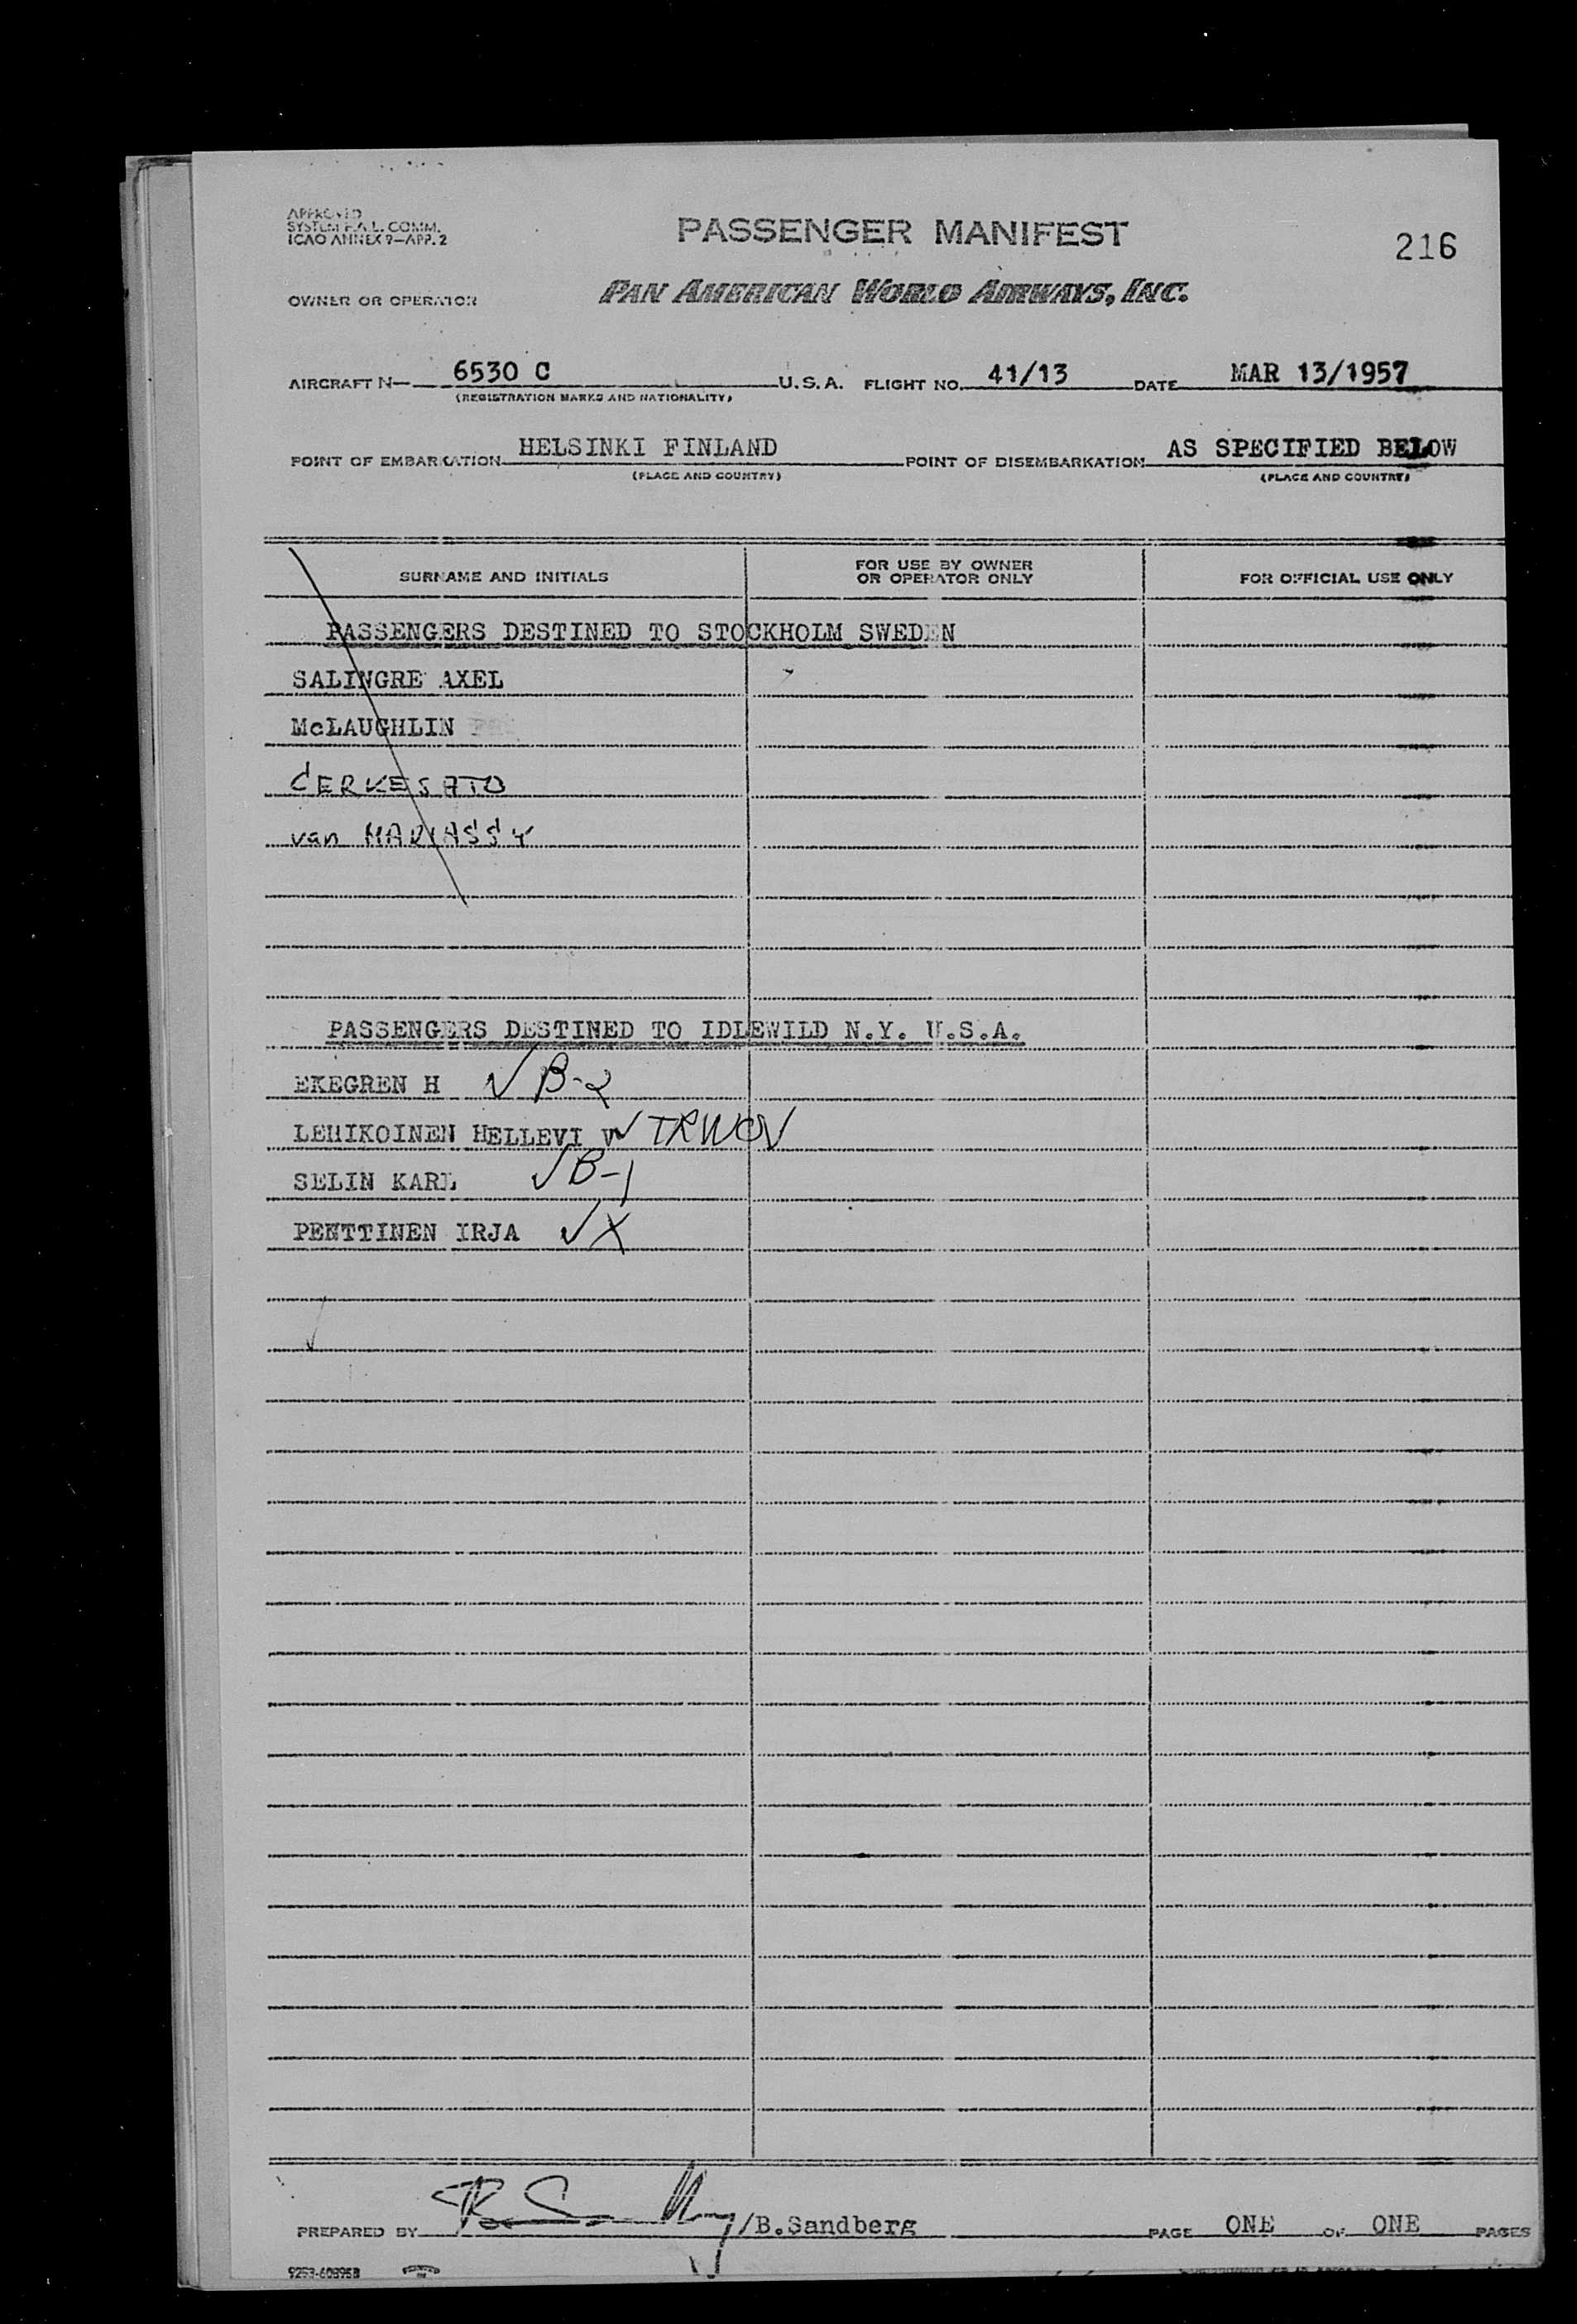 APPROVED
SYSTEM F.A.L. COMM.
ICAO ANNEX 9—APP. 2
PASSENGER MANIFEST
216
OWNER OR OPERATOR
PAN AMERICAN WORLD AIRWAYS, INC.
AIRCRAFT N— 6530 C U.S.A. FLIGHT NO. 41/13 DATE MAR 13/1957
(REGISTRATION MARKS AND NATIONALITY)
POINT OF EMBARKATION HELSINKI FINLAND POINT OF DISEMBARKATION AS SPECIFIED BELOW
(PLACE AND COUNTRY) (PLACE AND COUNTRY)
SURNAME AND INITIALS FOR USE BY OWNER OR OPERATOR ONLY FOR OFFICIAL USE ONLY
PASSENGERS DESTINED TO STOCKHOLM SWEDEN
SALINGRE AXEL
McLAUGHLIN
van MARIASSY
PASSENGERS DESTINED TO IDLEWILD N.Y. U.S.A.
EKEGREN H √ B-2
LEHIKOINEN HELLEVI √ TRWOV
SELIN KARL √ B-1
PENTTINEN IRJA √ X
PREPARED BY /B.Sandberg PAGE ONE OF ONE PAGES